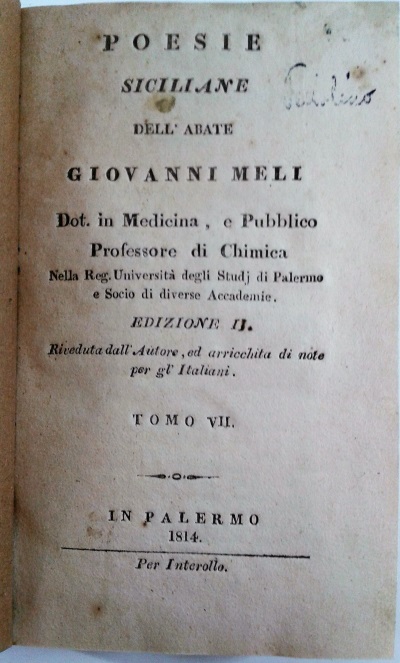 POESIE
SICILIANE
DELL' ABATE
GIOVANNI MELI
Dot. in Medicina, e Pubblico
Professore di Chimica
Nella Reg. Università degli Studj di Palermo
e Socio di diverse Accademie.
EDIZIONE II.
Riveduta dall' Autore, ed arricchita di note
per gl' Italiani.
TOMO VII.
IN PALERMO
1814.
Per Interollo.